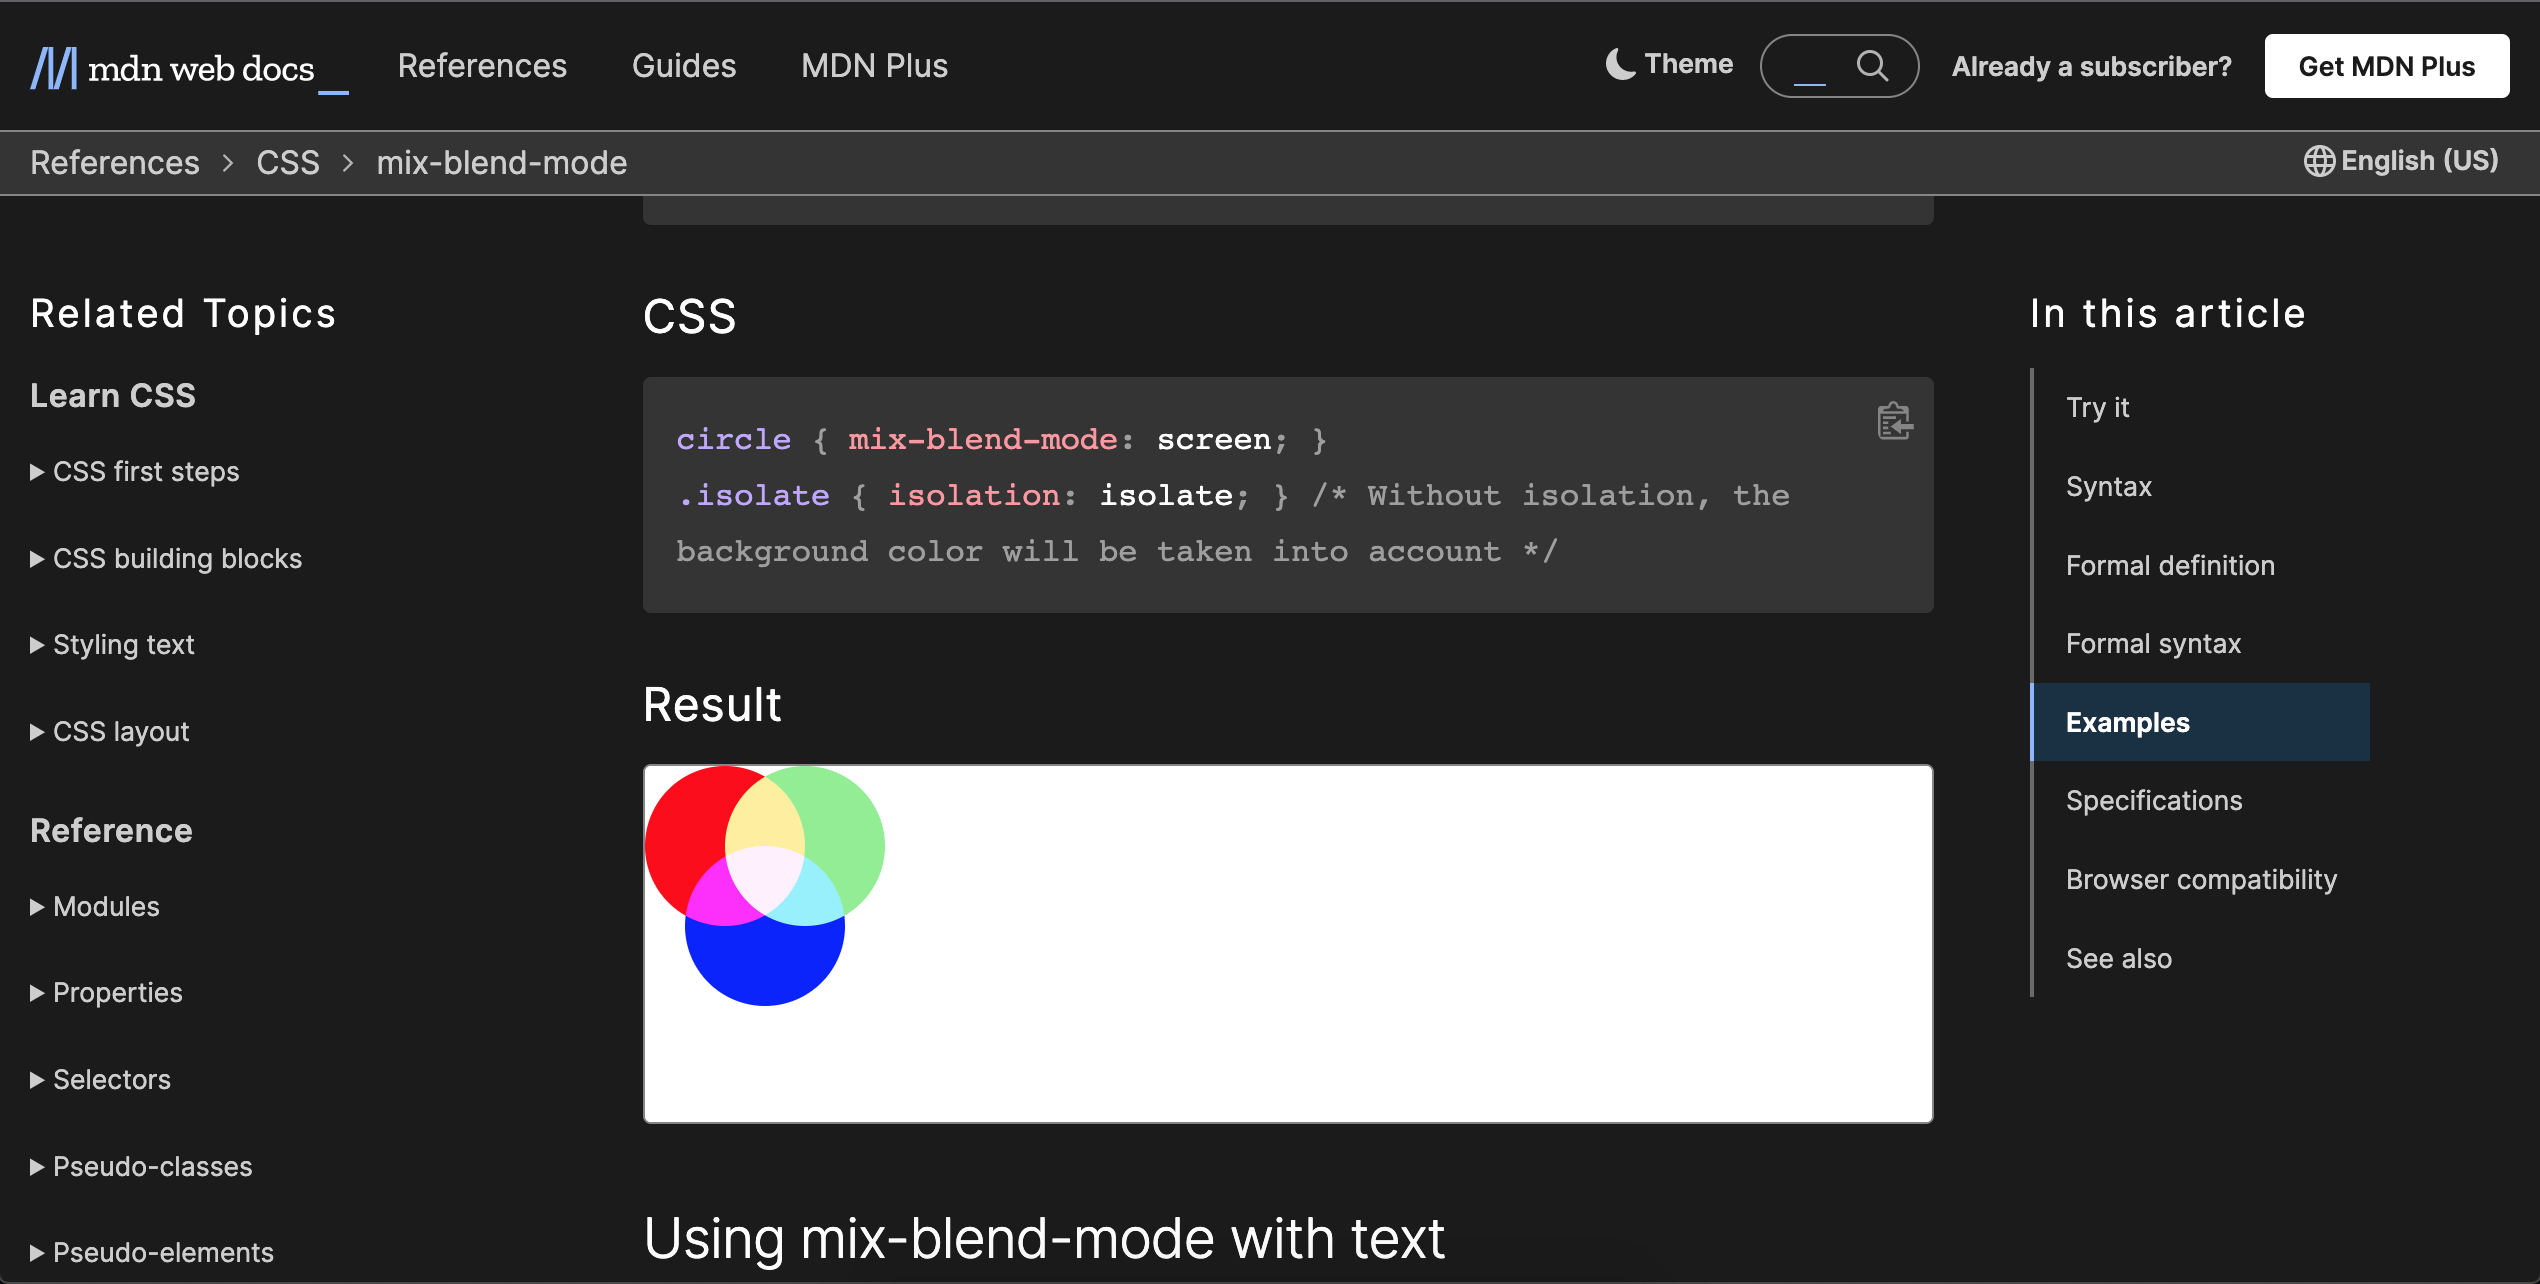 mdn web docs_
References
Guides
MDN Plus
Theme
Already a subscriber?
Get MDN Plus
References > CSS > mix-blend-mode
English (US)
Related Topics
Learn CSS
CSS first steps
CSS building blocks
Styling text
CSS layout
Reference
Modules
Properties
Selectors
Pseudo-classes
Pseudo-elements
CSS
circle { mix-blend-mode: screen; }
.isolate { isolation: isolate; } /* Without isolation, the
background color will be taken into account */
Result
Using mix-blend-mode with text
In this article
Try it
Syntax
Formal definition
Formal syntax
Examples
Specifications
Browser compatibility
See also